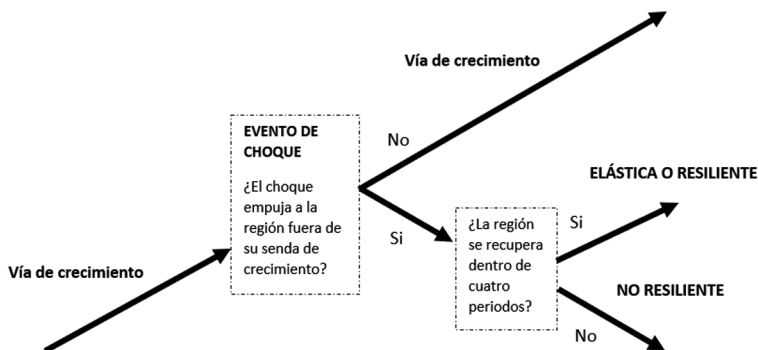 Vía de crecimiento
EVENTO DE
CHOQUE
¿El choque
empuja a la
región fuera de
su senda de
crecimiento?
No
Vía de crecimiento
Si
¿La región
se recupera
dentro de
cuatro
periodos?
Si
ELÁSTICA O RESILIENTE
No
NO RESILIENTE